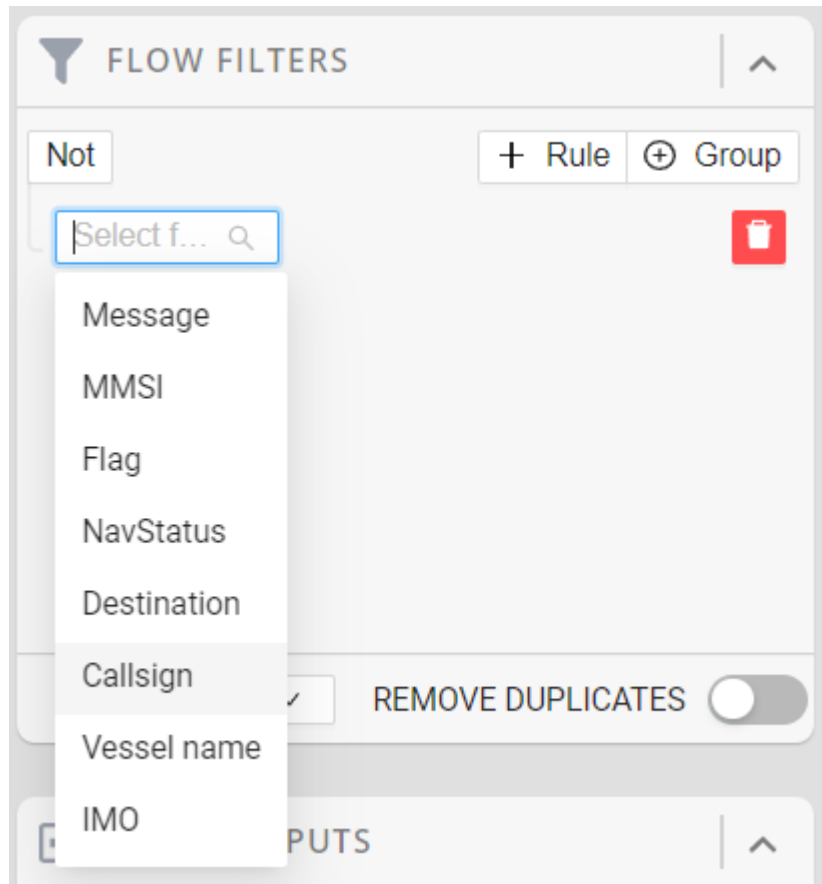 FLOW FILTERS
Not
Rule
Group
Select f...
Message
MMSI
Flag
NavStatus
Destination
Callsign
REMOVE DUPLICATES
Vessel name
IMO
PUTS